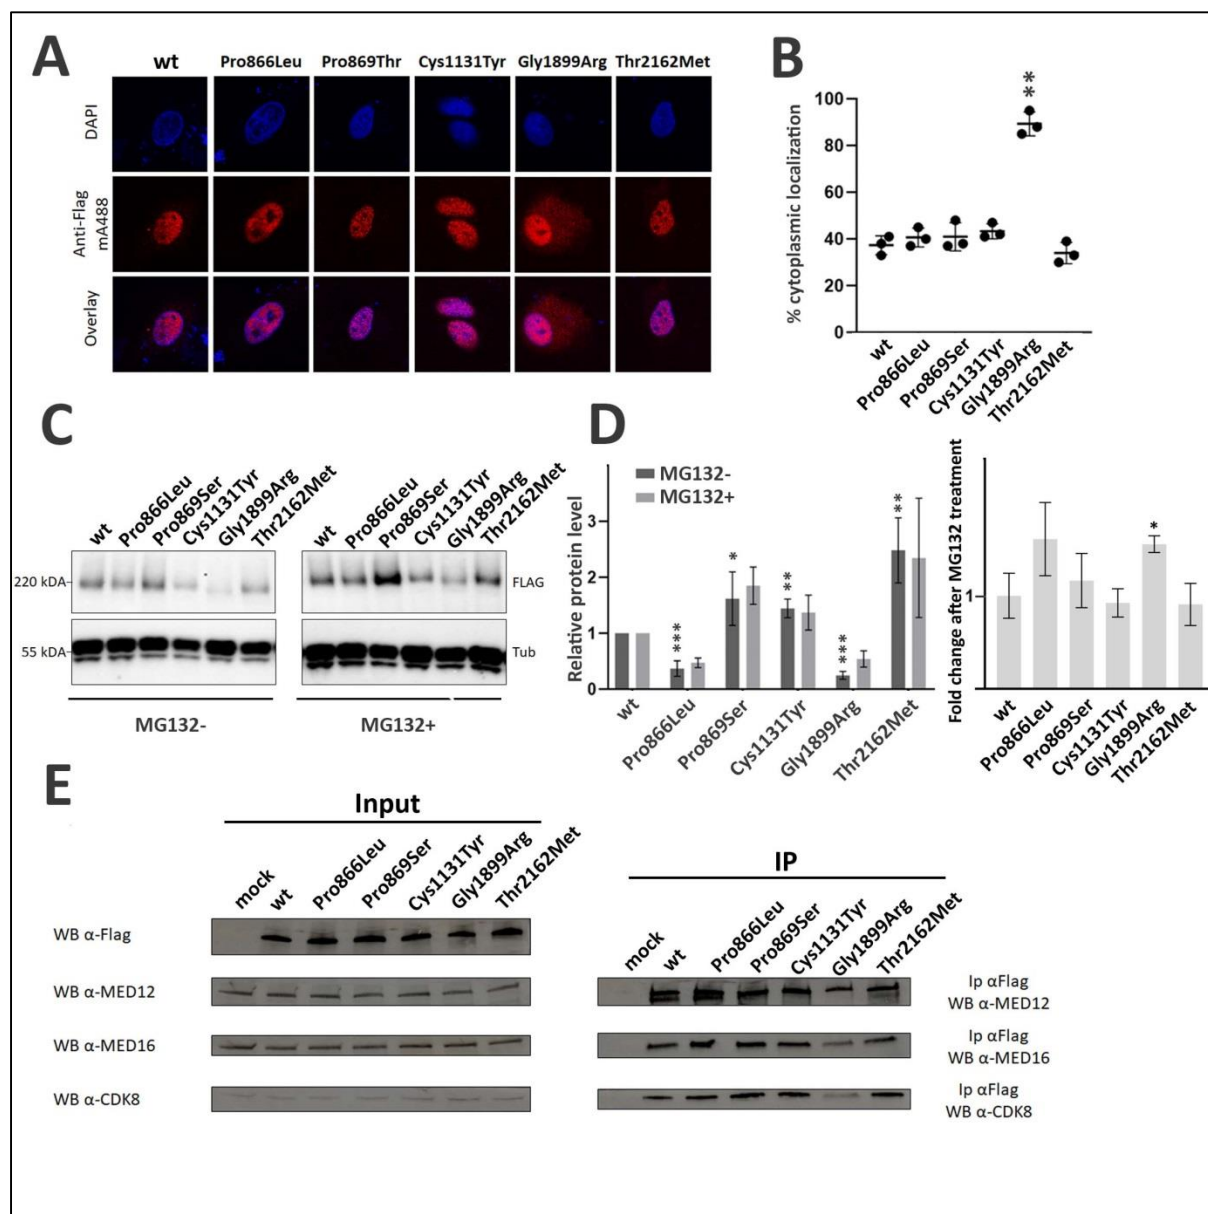 A
wt Pro866Leu Pro869Thr Cys1131Tyr Gly1899Arg Thr2162Met
DAPI
Anti-Flag
mA488
Overlay
B
**
% cytoplasmic localization
100
80
60
40
20
0
wt Pro866Leu Pro869Ser Cys1131Tyr Gly1899Arg Thr2162Met
C
wt Pro866Leu Pro869Ser Cys1131Tyr Gly1899Arg Thr2162Met
wt Pro866Leu Pro869Ser Cys1131Tyr Gly1899Arg Thr2162Met
220 kDA
FLAG
55 kDA
Tub
MG132-
MG132+
D
MG132-
MG132+
Relative protein level
3
2
1
0
*** * ** *** **
wt Pro866Leu Pro869Ser Cys1131Tyr Gly1899Arg Thr2162Met
Fold change after MG132 treatment
1
*
wt Pro866Leu Pro869Ser Cys1131Tyr Gly1899Arg Thr2162Met
E
Input
mock wt Pro866Leu Pro869Ser Cys1131Tyr Gly1899Arg Thr2162Met
WB α-Flag
WB α-MED12
WB α-MED16
WB α-CDK8
IP
mock wt Pro866Leu Pro869Ser Cys1131Tyr Gly1899Arg Thr2162Met
Ip αFlag
WB α-MED12
Ip αFlag
WB α-MED16
Ip αFlag
WB α-CDK8